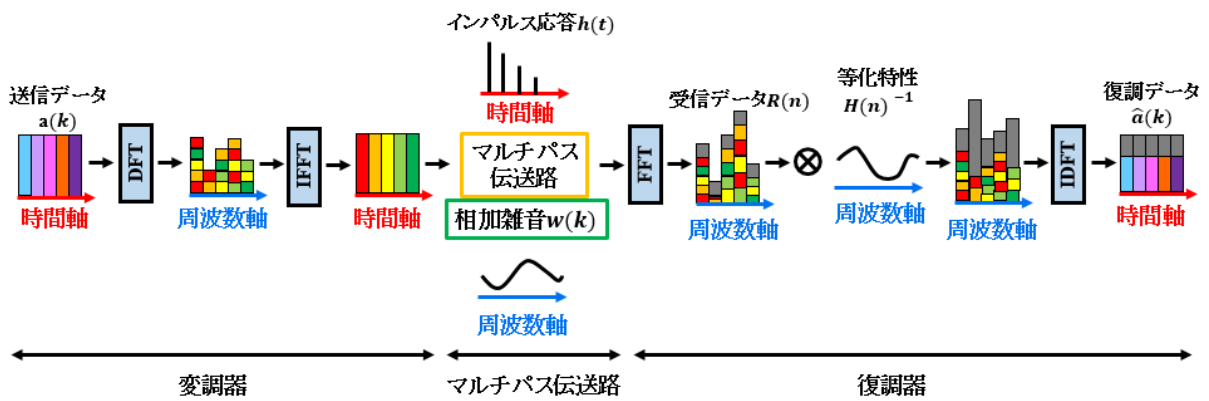 インパルス応答h(t)
時間軸
送信データ
a(k)
時間軸
DFT
周波数軸
IFFT
時間軸
マルチパス
伝送路
相加雑音w(k)
周波数軸
FFT
受信データR(n)
周波数軸
等化特性
H(n)⁻¹
周波数軸
周波数軸
IDFT
復調データ
â(k)
時間軸
変調器
マルチパス伝送路
復調器